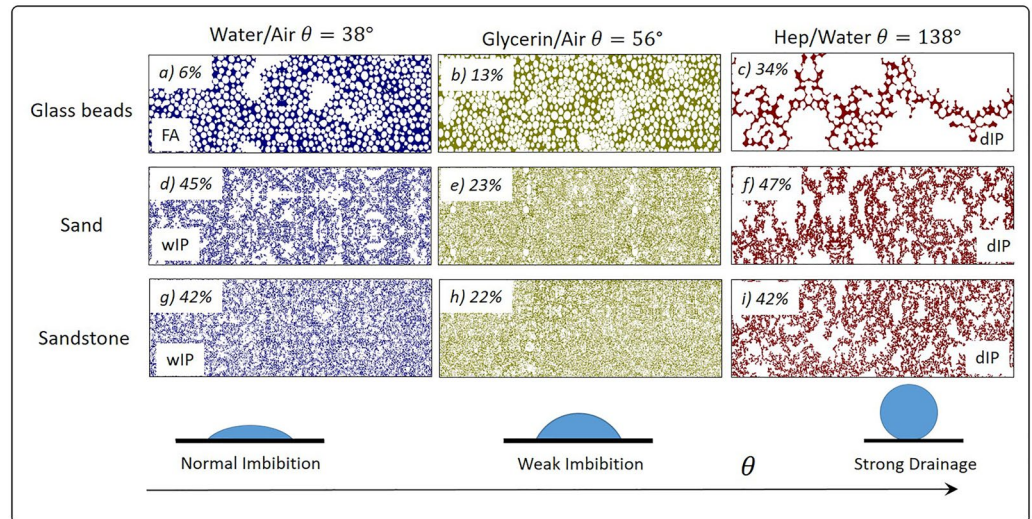 Water/Air θ = 38°
Glycerin/Air θ = 56°
Hep/Water θ = 138°
Glass beads
a) 6%
FA
b) 13%
c) 34%
dIP
Sand
d) 45%
wIP
e) 23%
f) 47%
dIP
Sandstone
g) 42%
wIP
h) 22%
i) 42%
dIP
Normal Imbibition
Weak Imbibition
θ
Strong Drainage